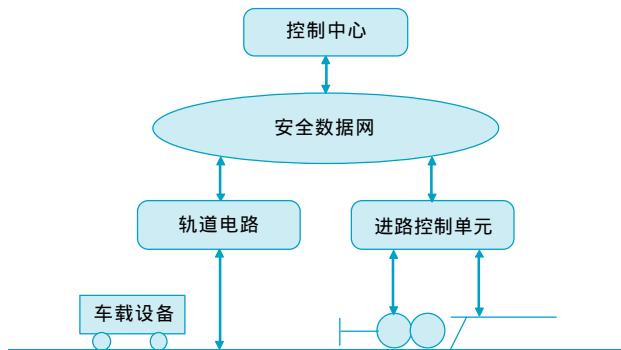 控制中心
安全数据网
轨道电路
进路控制单元
车载设备